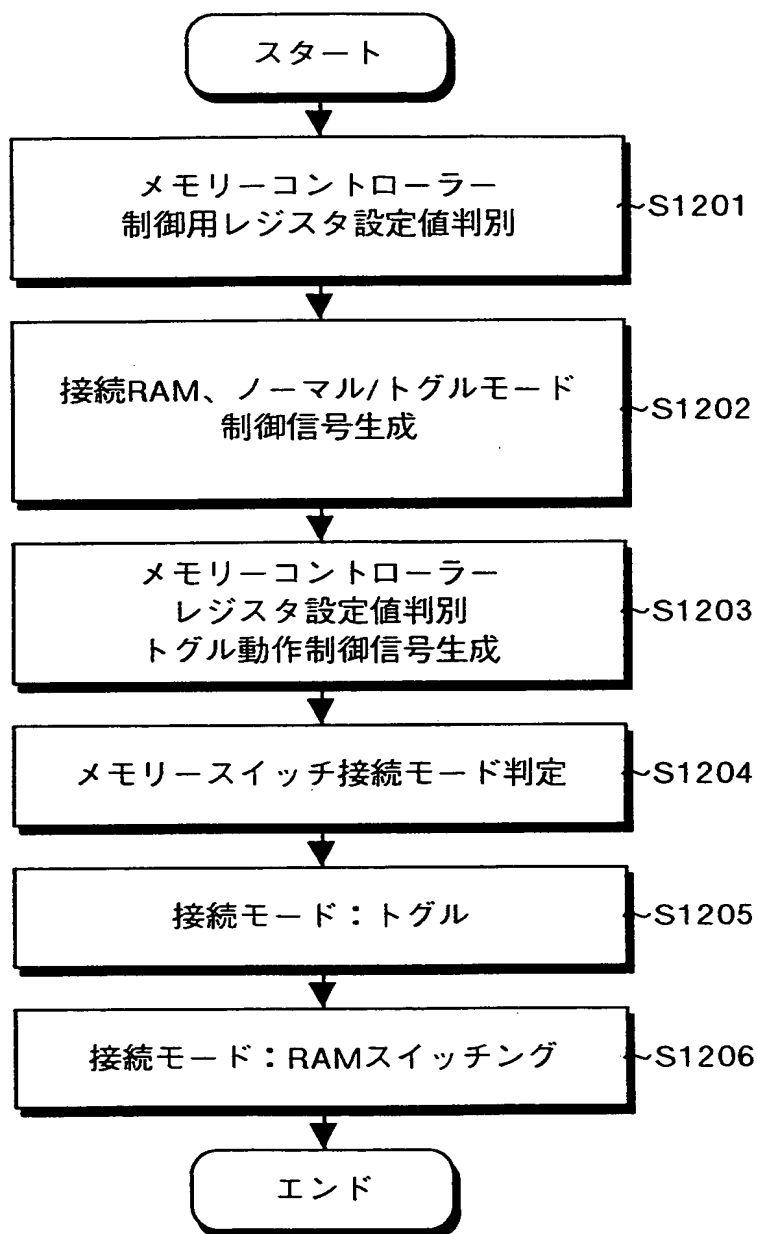 スタート
メモリーコントローラー
制御用レジスタ設定値判別
S1201
接続RAM、ノーマル/トグルモード
制御信号生成
S1202
メモリーコントローラー
レジスタ設定値判別
トグル動作制御信号生成
S1203
メモリースイッチ接続モード判定
S1204
接続モード：トグル
S1205
接続モード：RAMスイッチング
S1206
エンド